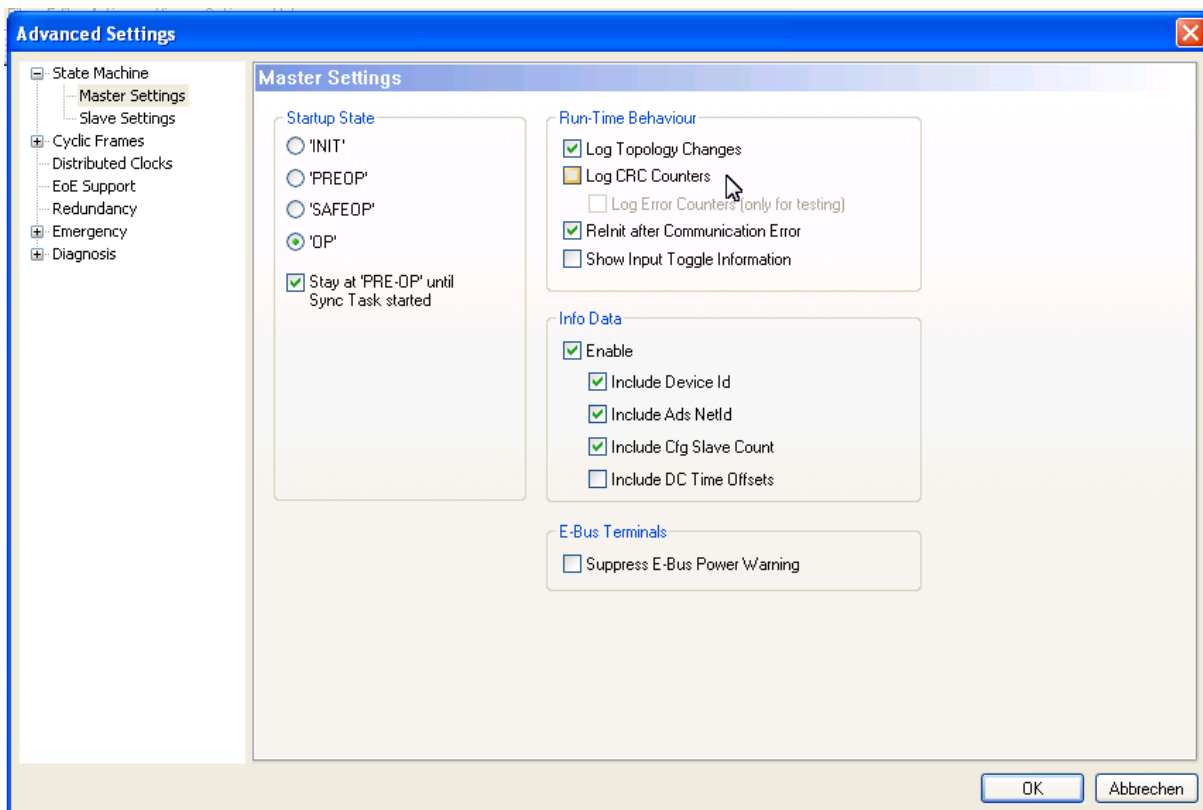 Advanced Settings
State Machine
Master Settings
Slave Settings
Cyclic Frames
Distributed Clocks
EoE Support
Redundancy
Emergency
Diagnosis
Master Settings
Startup State
'INIT'
'PREOP'
'SAFEOP'
'OP'
Stay at 'PRE-OP' until
Sync Task started
Run-Time Behaviour
Log Topology Changes
Log CRC Counters
Log Error Counters (only for testing)
ReInit after Communication Error
Show Input Toggle Information
Info Data
Enable
Include Device Id
Include Ads NetId
Include Cfg Slave Count
Include DC Time Offsets
E-Bus Terminals
Suppress E-Bus Power Warning
OK
Abbrechen